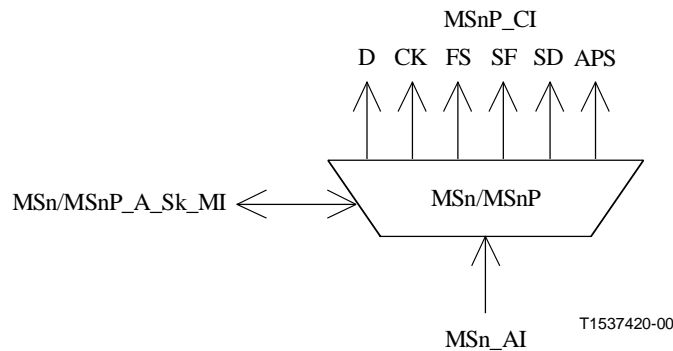 MSnP_CI
D CK FS SF SD APS
MSn/MSnP_A_Sk_MI
MSn/MSnP
T1537420-00
MSn_AI